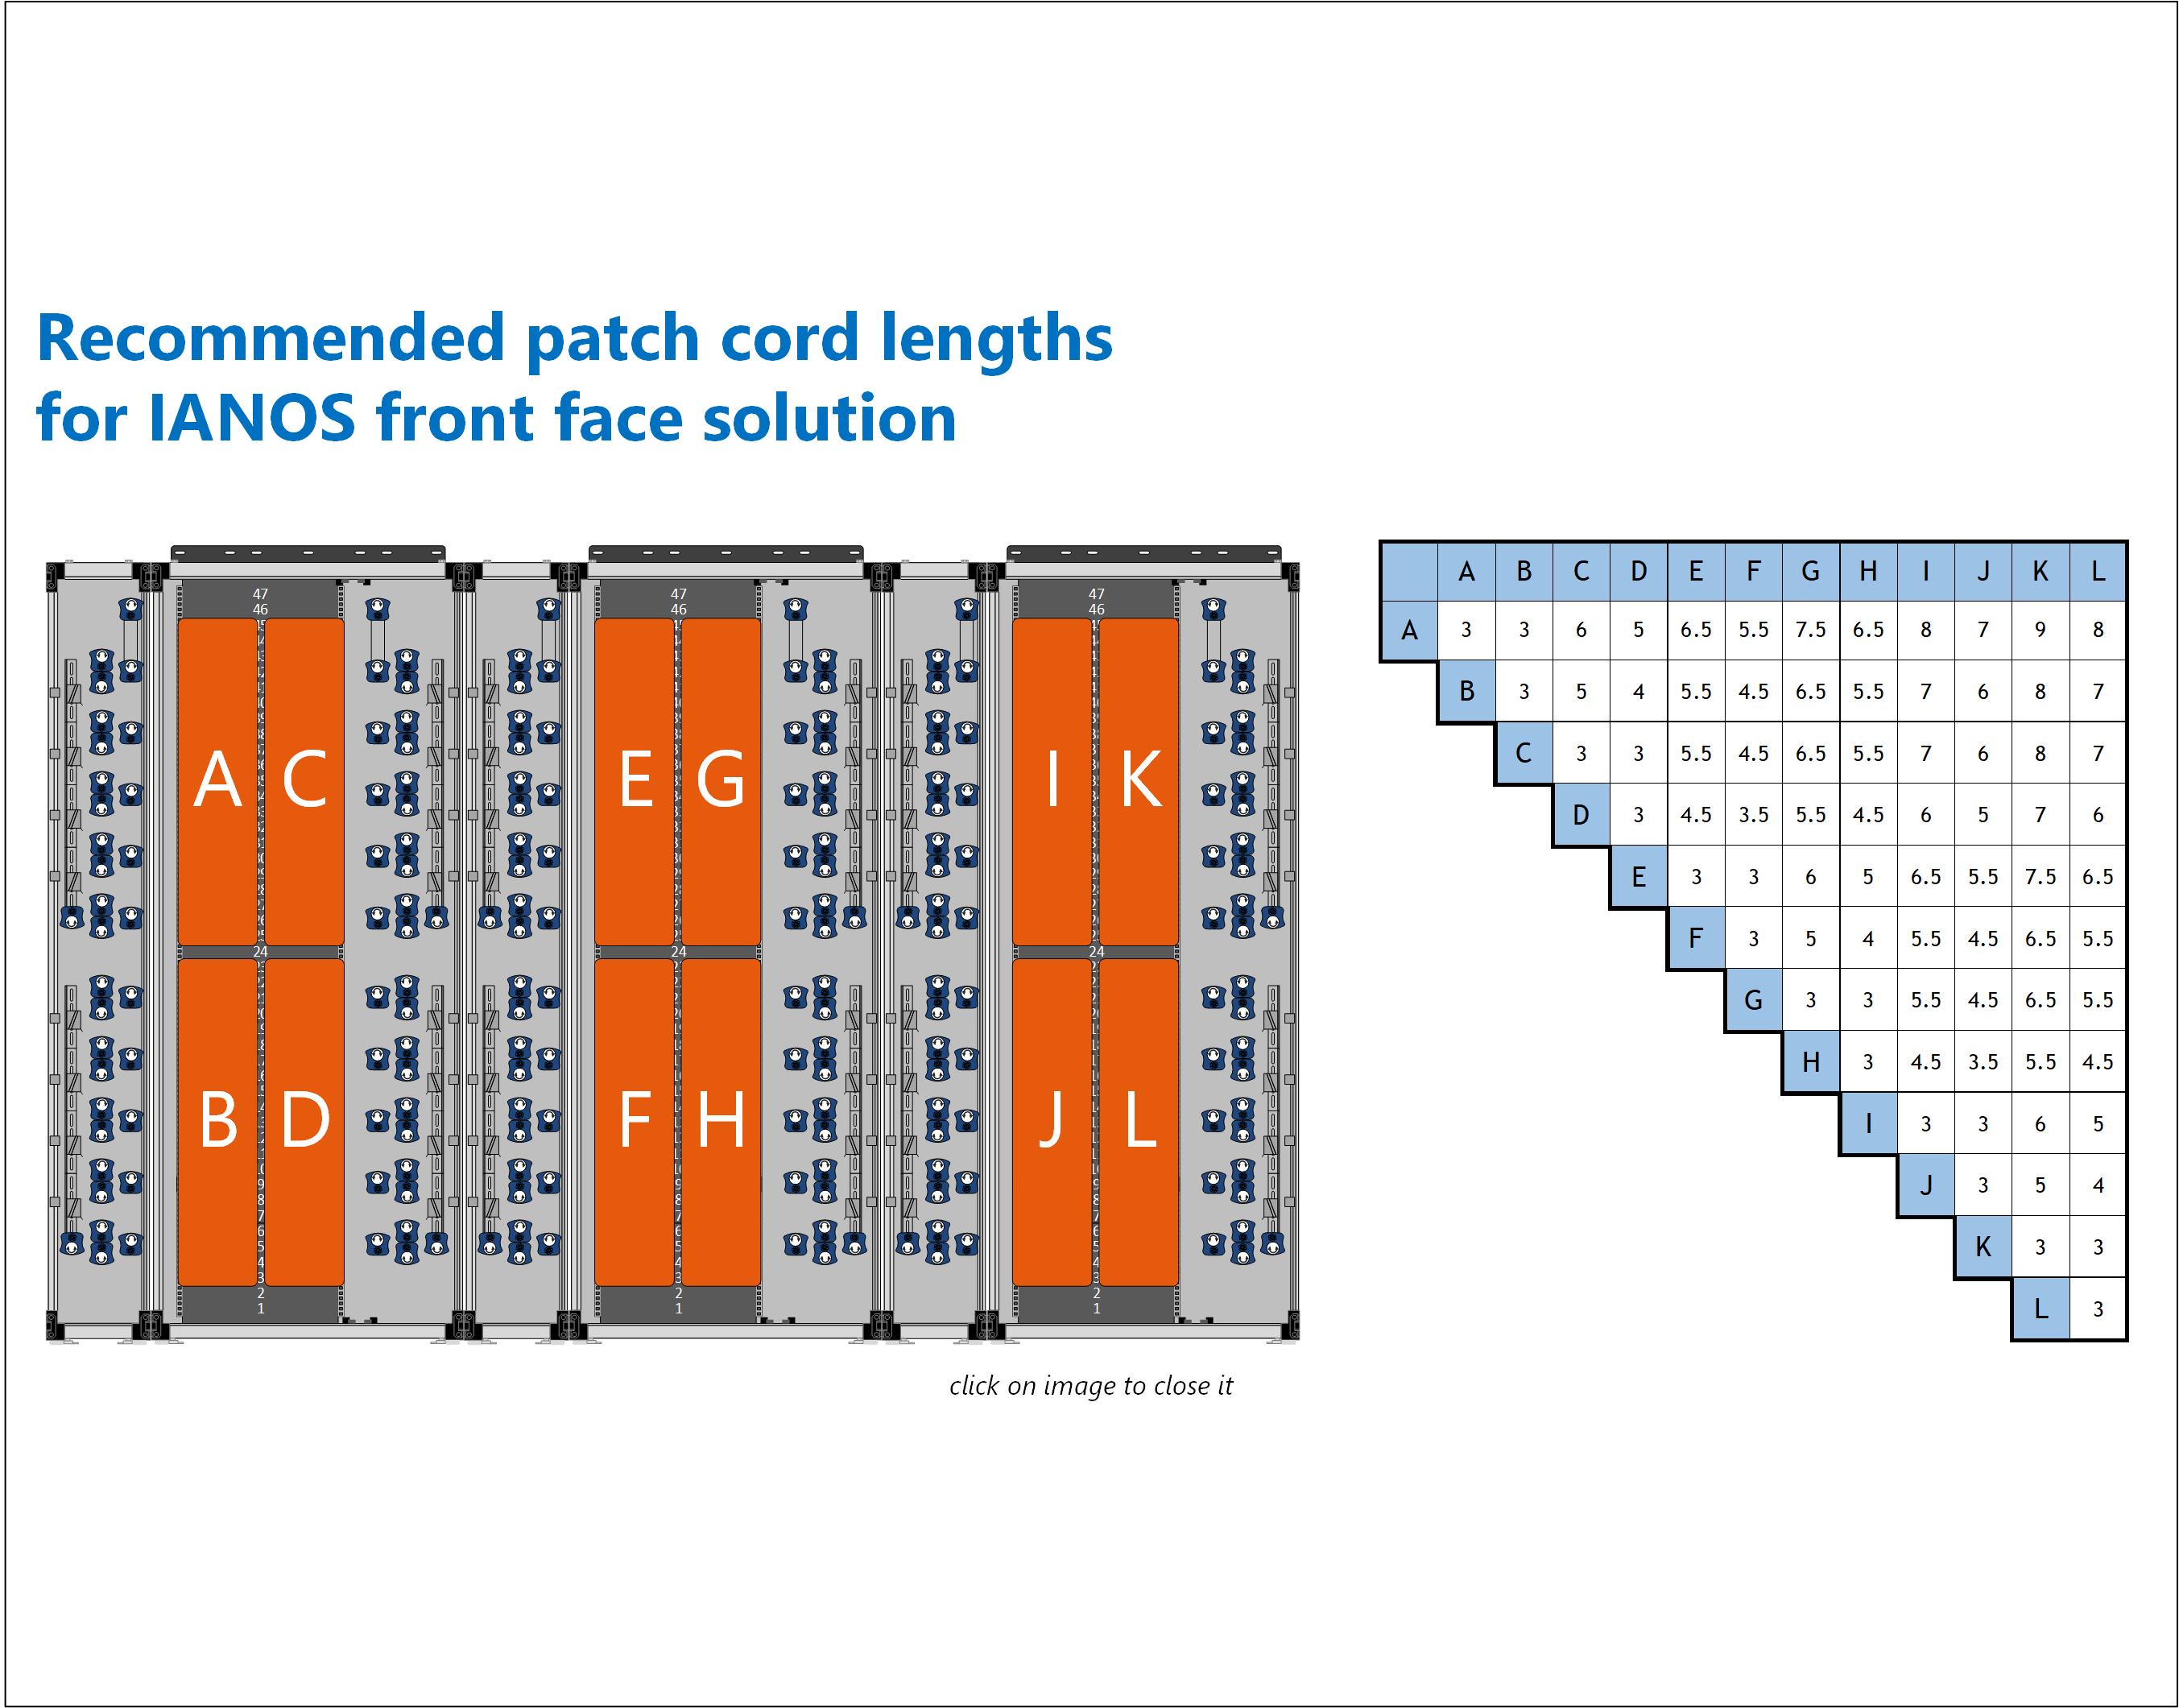 Recommended patch cord lengths
for IANOS front face solution
47 47 47
46 46 46
A C E G I K
24 24 24
B D F H J L
2 2 2
1 1 1
click on image to close it
A B C D E F G H I J K L
A 3 3 6 5 6.5 5.5 7.5 6.5 8 7 9 8
B 3 5 4 5.5 4.5 6.5 5.5 7 6 8 7
C 3 3 5.5 4.5 6.5 5.5 7 6 8 7
D 3 4.5 3.5 5.5 4.5 6 5 7 6
E 3 3 6 5 6.5 5.5 7.5 6.5
F 3 5 4 5.5 4.5 6.5 5.5
G 3 3 5.5 4.5 6.5 5.5
H 3 4.5 3.5 5.5 4.5
I 3 3 6 5
J 3 5 4
K 3 3
L 3